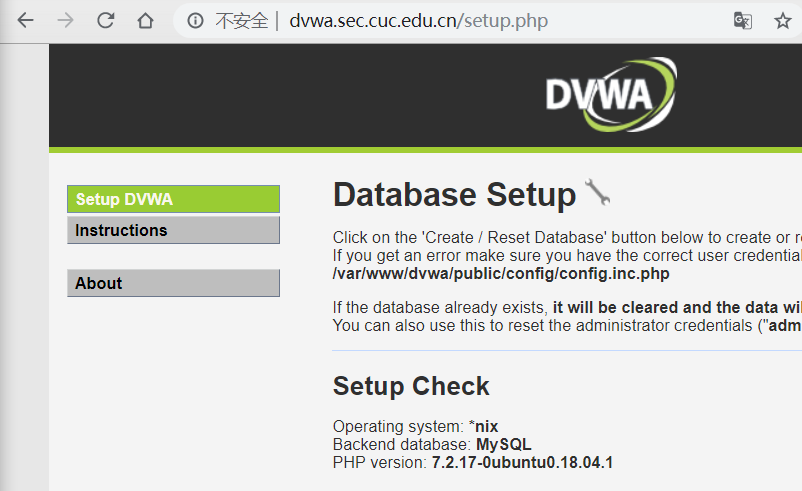 不安全 | dvwa.sec.cuc.edu.cn/setup.php
DVWA
Setup DVWA
Instructions
About
Database Setup
Click on the 'Create / Reset Database' button below to create or
If you get an error make sure you have the correct user
/var/www/dvwa/public/config/config.inc.php
If the database already exists, it will be cleared and the data
You can also use this to reset the administrator credentials ("
Setup Check
Operating system: *nix
Backend database: MySQL
PHP version: 7.2.17-0ubuntu0.18.04.1